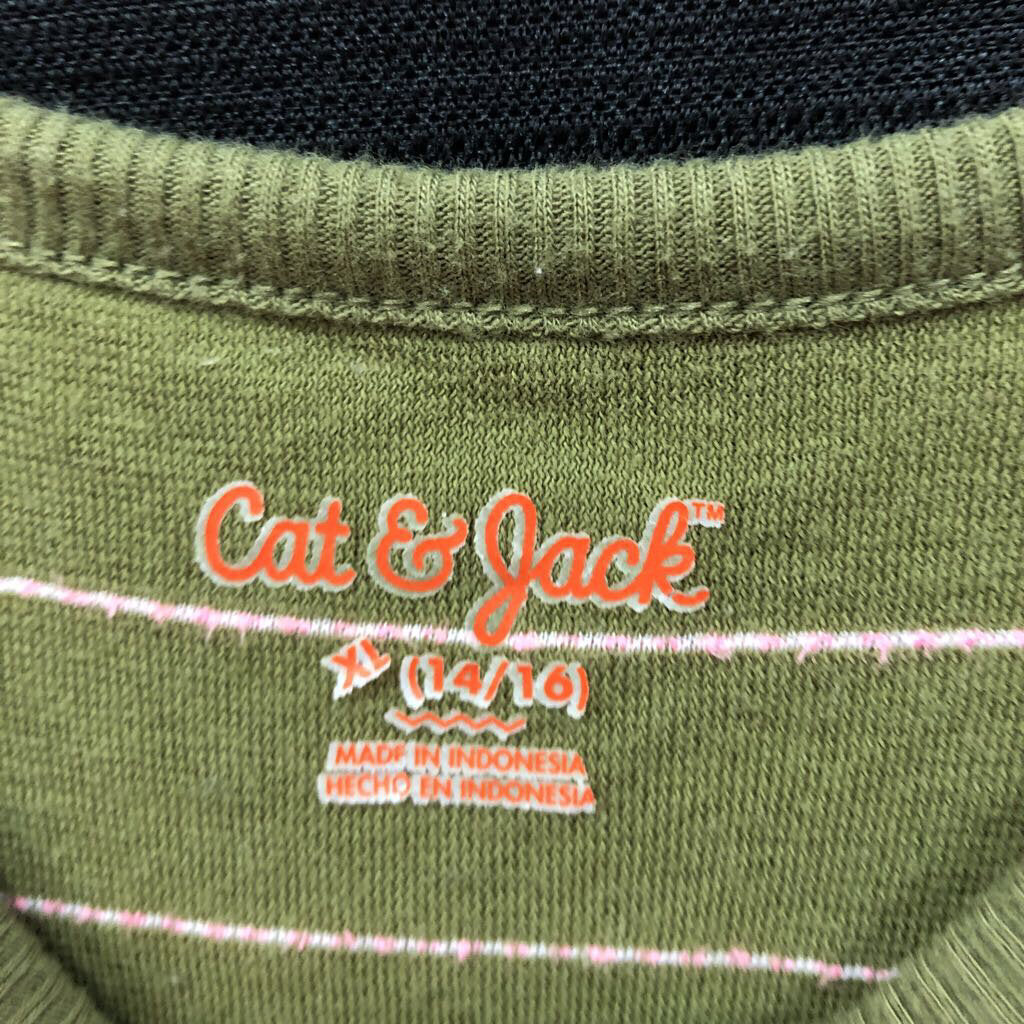 Cat & Jack™
XL (14/16)
MADE IN INDONESIA
HECHO EN INDONESIA